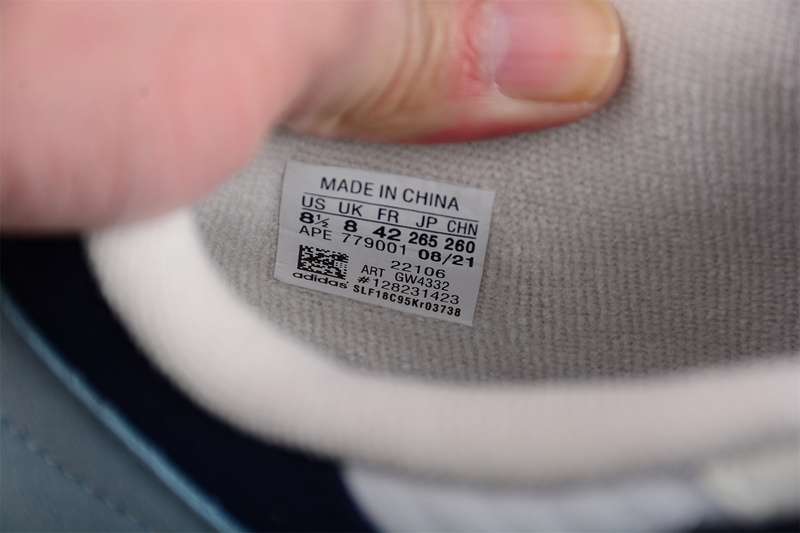 MADE IN CHINA
US UK FR JP CHN
8½ 8 42 265 260
APE 779001 08/21
22106
ART GW4332
#128231423
adidas. SLF18C95Kr03738